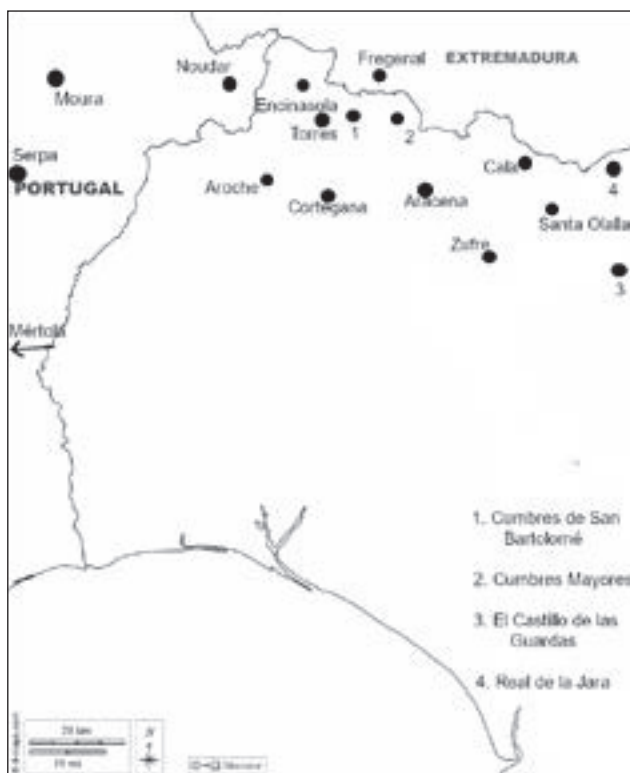 Fregenal
EXTREMADURA
Noudar
Moura
Encinasola
Torres
1
2
Serpa
PORTUGAL
Aroche
Cortegana
Aracena
Cala
4
Santa Olalla
Zufre
3
Mértola
1. Cumbres de San
Bartolomé
2. Cumbres Mayores
3. El Castillo de las
Guardas
4. Real de la Jara
20 km
N